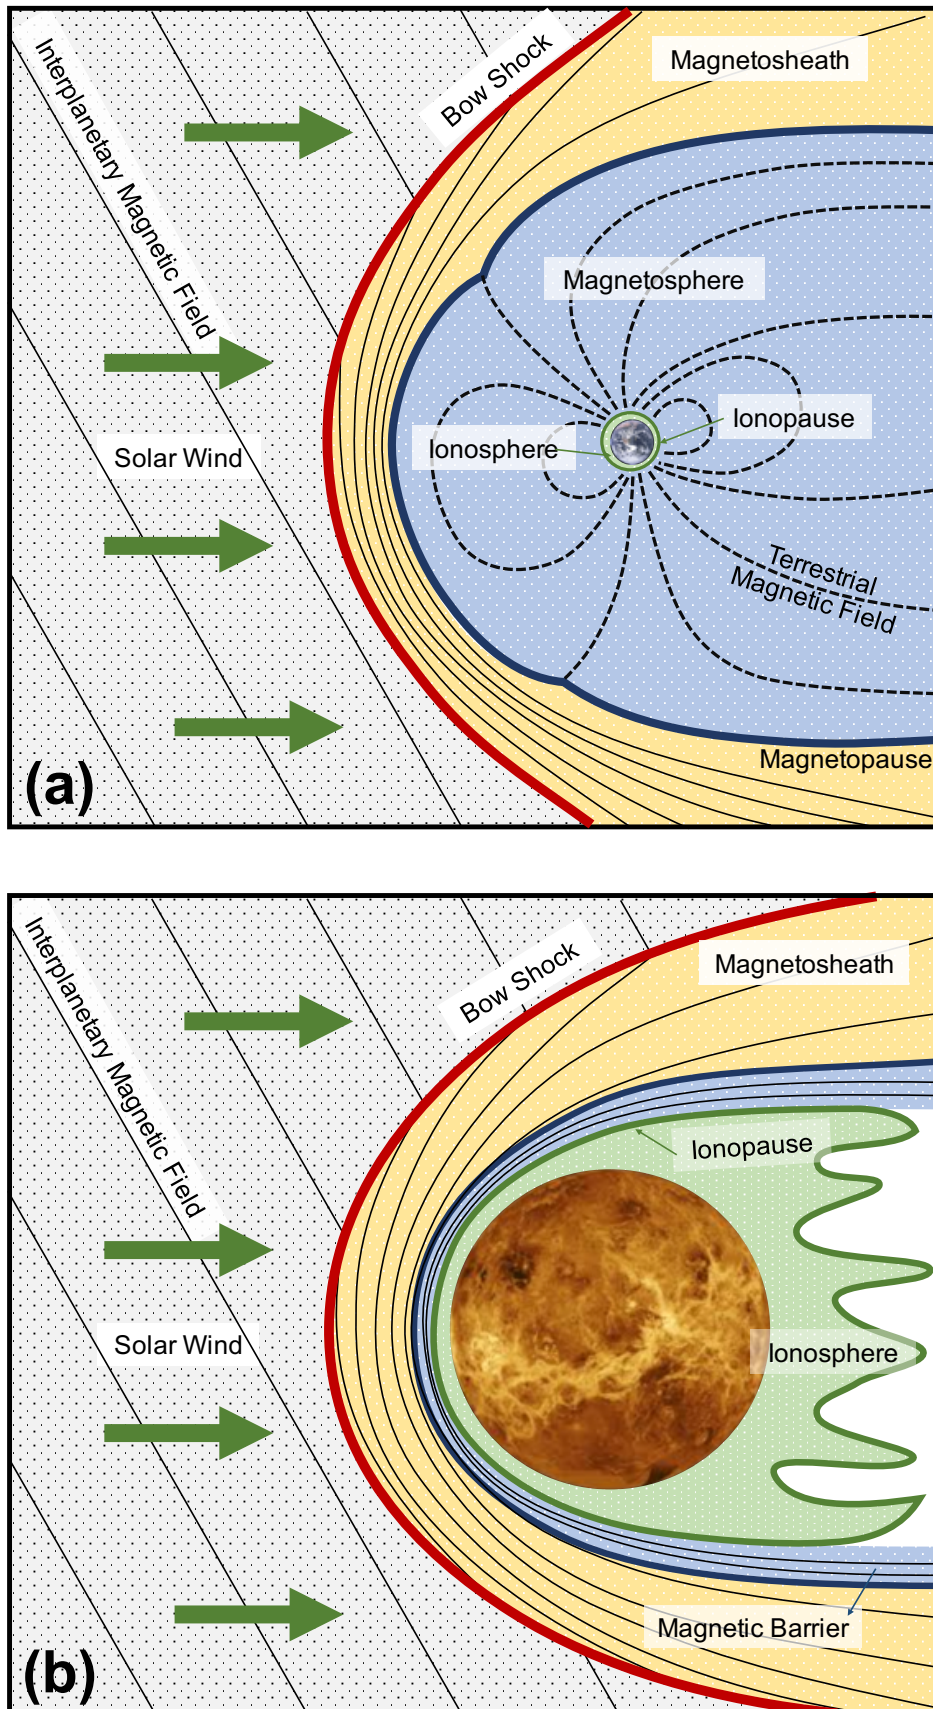 Interplanetary Magnetic Field
Bow Shock
Magnetosheath
Magnetosphere
Ionopause
Ionosphere
Solar Wind
Terrestrial
Magnetic Field
Magnetopause
(a)
Interplanetary Magnetic Field
Bow Shock
Magnetosheath
Ionopause
Solar Wind
Ionosphere
Magnetic Barrier
(b)